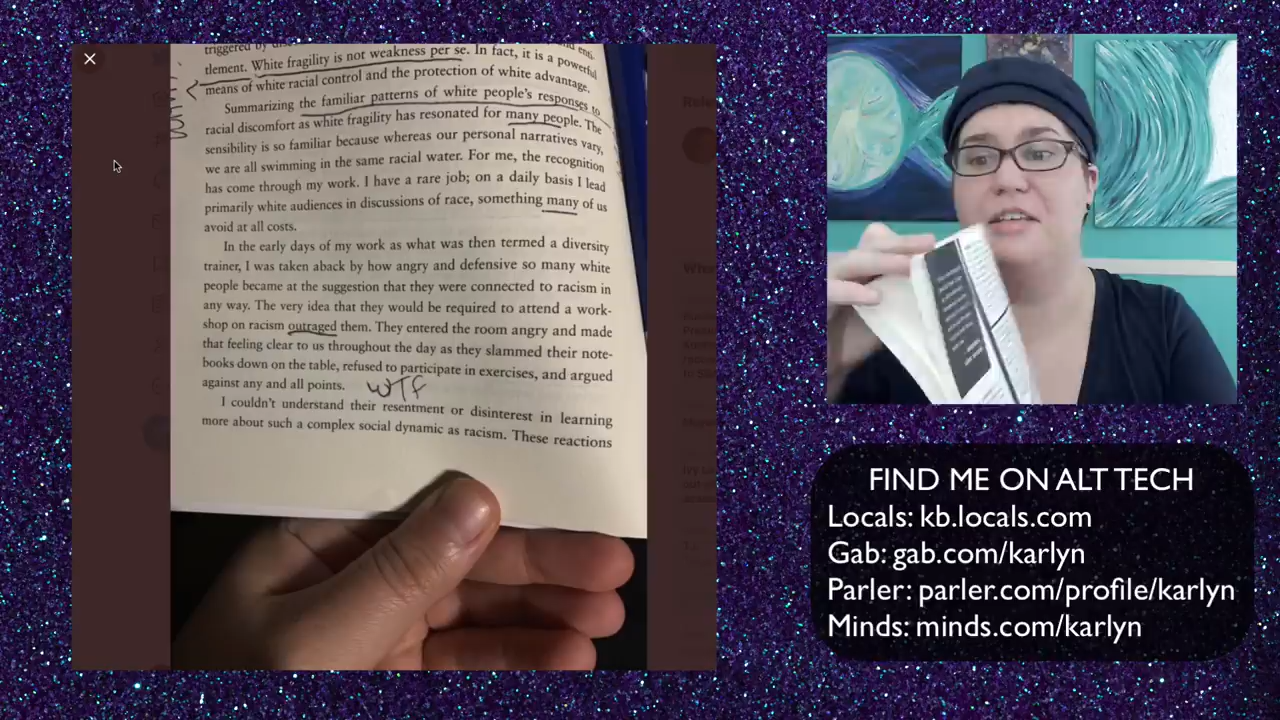 triggered by
tlement. White fragility is not weakness per se. In fact, it is a powerful
means of white racial control and the protection of white advantage.
Summarizing the familiar patterns of white people's responses to
racial discomfort as white fragility has resonated for many people. The
sensibility is so familiar because whereas our personal narratives vary,
we are all swimming in the same racial water. For me, the recognition
has come through my work. I have a rare job; on a daily basis I lead
primarily white audiences in discussions of race, something many of us
avoid at all costs.
In the early days of my work as what was then termed a diversity
trainer, I was taken aback by how angry and defensive so many white
people became at the suggestion that they were connected to racism in
any way. The very idea that they would be required to attend a work-
shop on racism outraged them. They entered the room angry and made
that feeling clear to us throughout the day as they slammed their note-
books down on the table, refused to participate in exercises, and argued
against any and all points.
WTF
I couldn't understand their resentment or disinterest in learning
more about such a complex social dynamic as racism. These reactions
FIND ME ON ALT TECH
Locals: kb.locals.com
Gab: gab.com/karlyn
Parler: parler.com/profile/karlyn
Minds: minds.com/karlyn